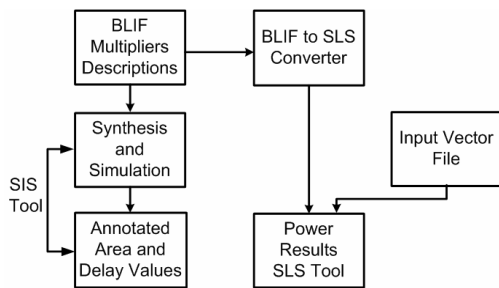 BLIF
Multipliers
Descriptions
BLIF to SLS
Converter
Synthesis
and
Simulation
Input Vector
File
SIS
Tool
Annotated
Area and
Delay Values
Power
Results
SLS Tool